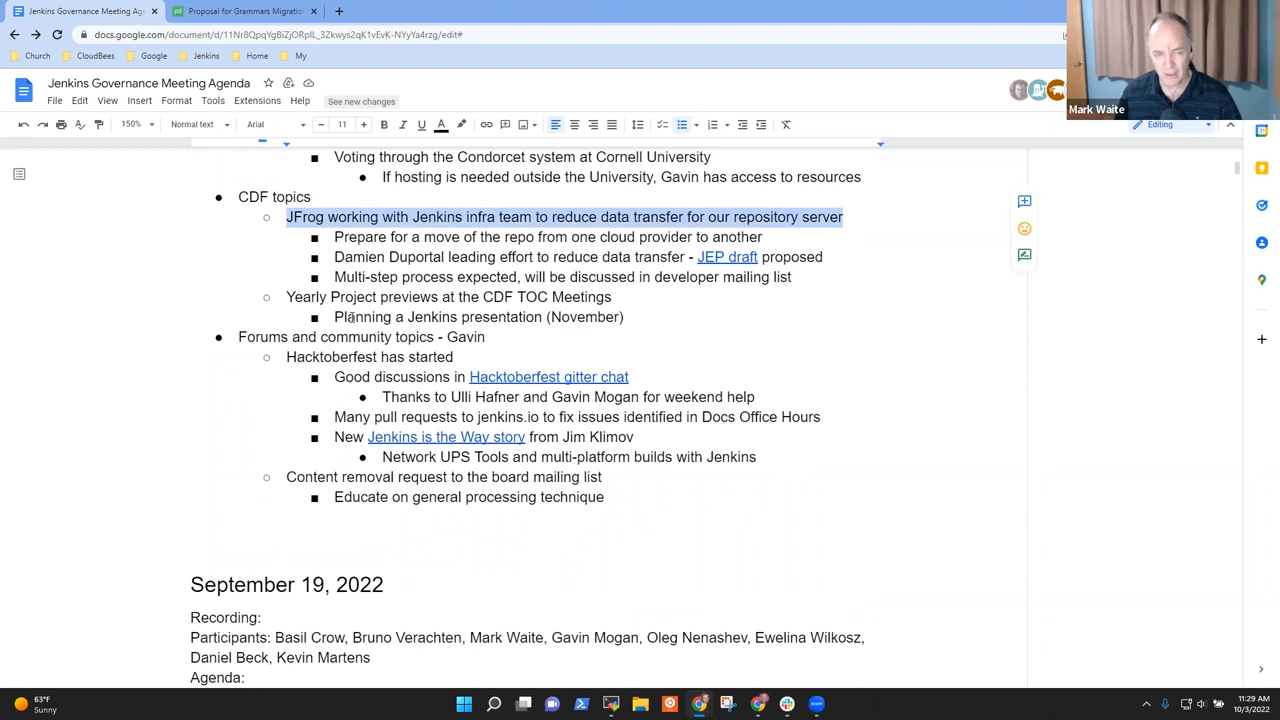 Jenkins Governance Meeting Age
Proposal for Grammars Migratio
docs.google.com/document/d/11Nr8QpqYgBiZjORpIL_3Zkwys2qK1vEvK-NYyYa4rzg/edit#
Church CloudBees Google Jenkins Home My
Mark Waite
Jenkins Governance Meeting Agenda
File Edit View Insert Format Tools Extensions Help See new changes
150% Normal text Arial 11 Editing
Voting through the Condorcet system at Cornell University
If hosting is needed outside the University, Gavin has access to resources
CDF topics
JFrog working with Jenkins infra team to reduce data transfer for our repository server
Prepare for a move of the repo from one cloud provider to another
Damien Duportal leading effort to reduce data transfer - JEP draft proposed
Multi-step process expected, will be discussed in developer mailing list
Yearly Project previews at the CDF TOC Meetings
Planning a Jenkins presentation (November)
Forums and community topics - Gavin
Hacktoberfest has started
Good discussions in Hacktoberfest gitter chat
Thanks to Ulli Hafner and Gavin Mogan for weekend help
Many pull requests to jenkins.io to fix issues identified in Docs Office Hours
New Jenkins is the Way story from Jim Klimov
Network UPS Tools and multi-platform builds with Jenkins
Content removal request to the board mailing list
Educate on general processing technique
September 19, 2022
Recording:
Participants: Basil Crow, Bruno Verachten, Mark Waite, Gavin Mogan, Oleg Nenashev, Ewelina Wilkosz,
Daniel Beck, Kevin Martens
Agenda:
63°F
Sunny
11:29 AM
10/3/2022